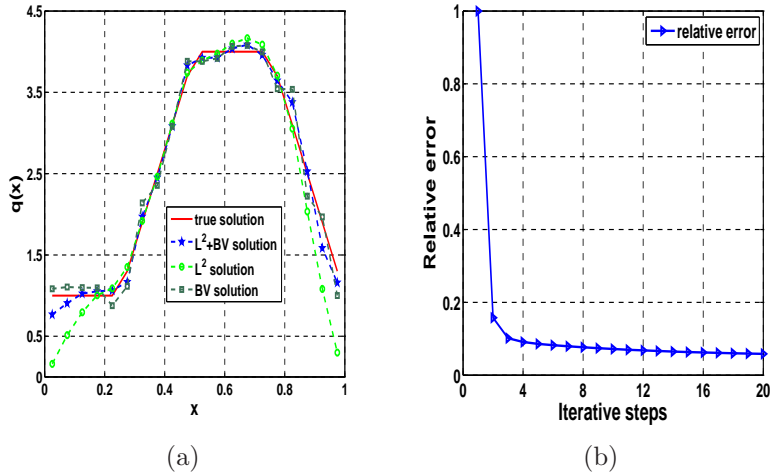 4.5
3.5
2.5
1.5
0.5
0
q(x)
true solution
L²+BV solution
L² solution
BV solution
0 0.2 0.4 0.6 0.8 1
x
(a)
1
0.8
0.6
0.4
0.2
0
Relative error
relative error
4 8 12 16 20
Iterative steps
(b)